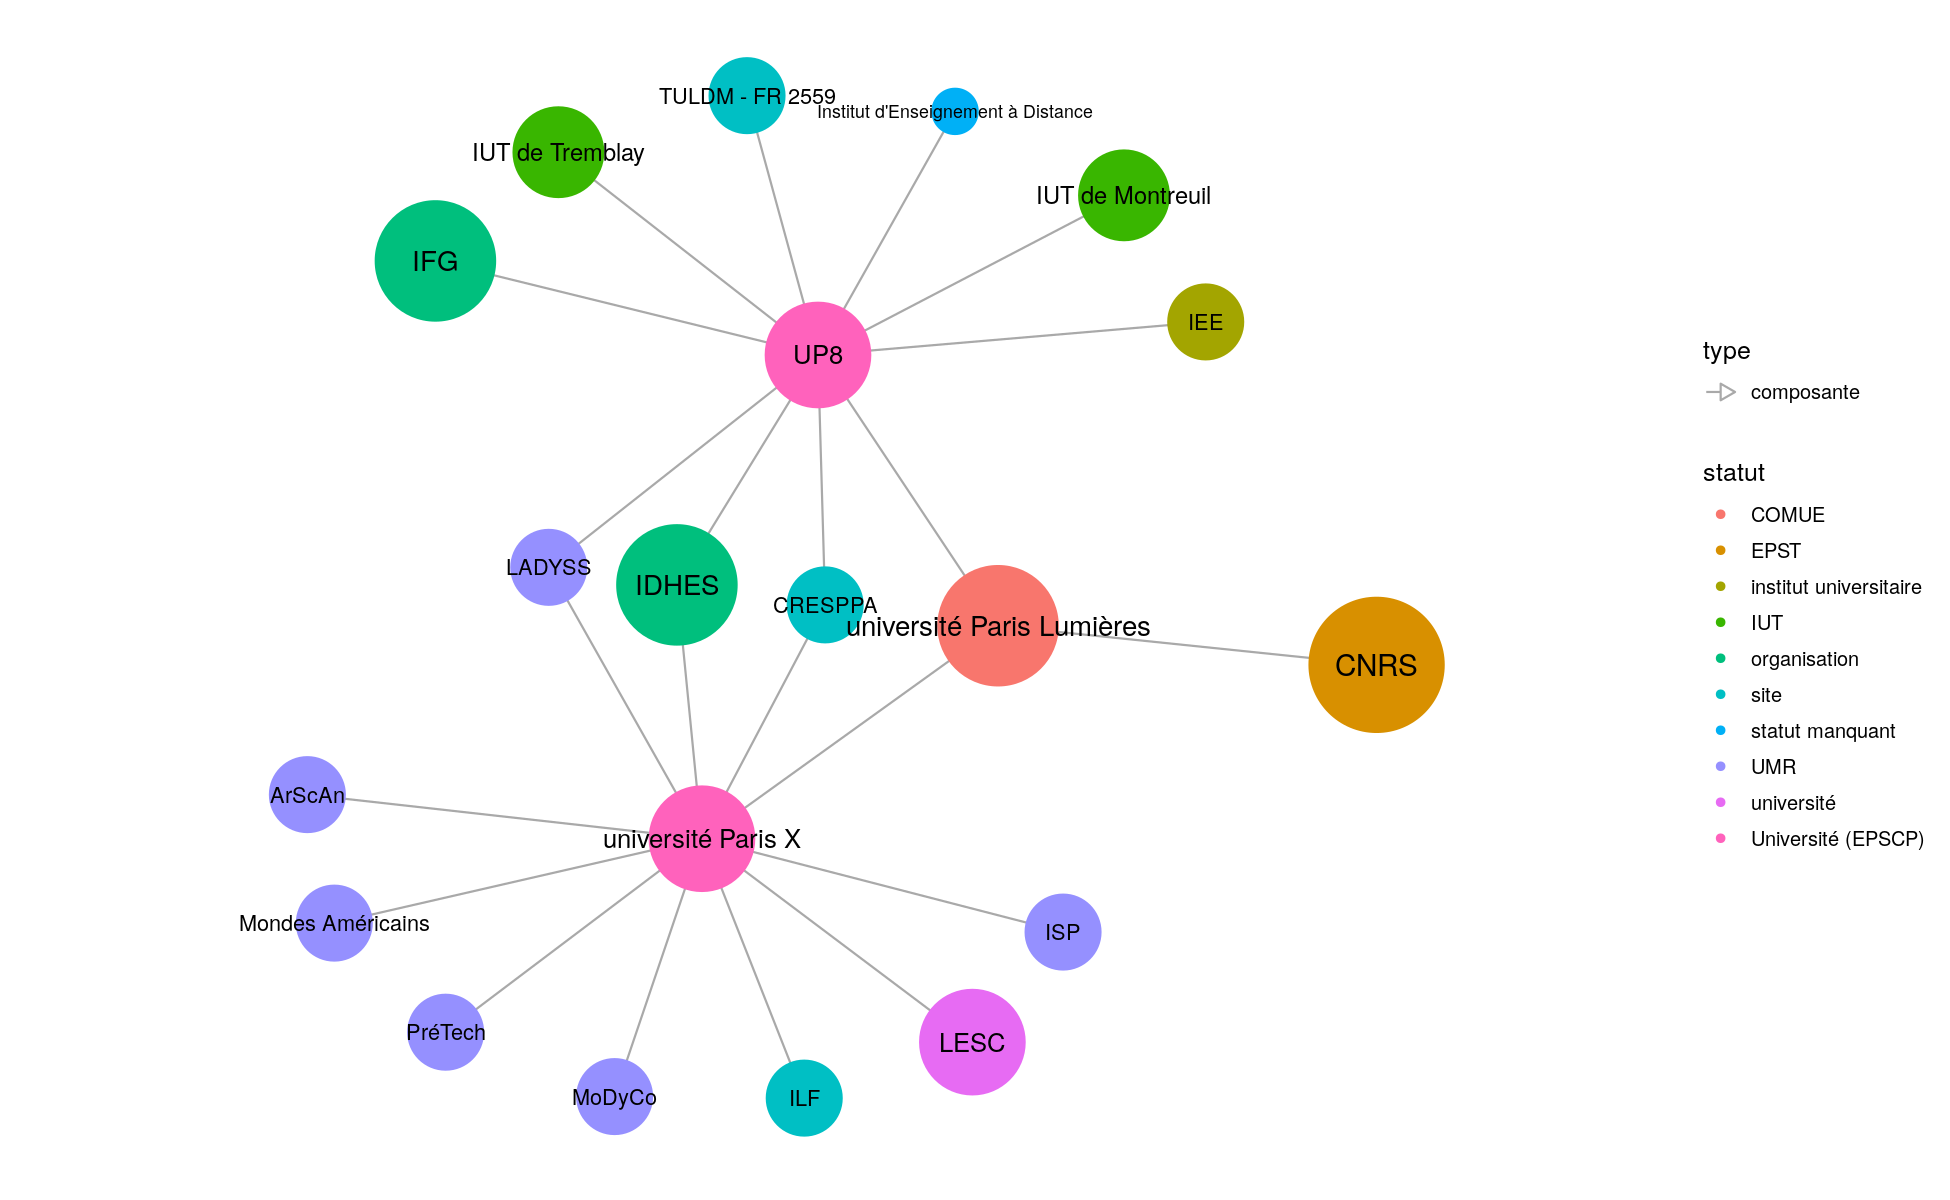 TULDM - FR 2559
Institut d'Enseignement à Distance
IUT de Tremblay
IUT de Montreuil
IFG
IEE
UP8
LADYSS
IDHES
CRESPPA
université Paris Lumières
CNRS
ArScAn
université Paris X
Mondes Américains
ISP
PréTech
LESC
MoDyCo
ILF
type
composante
statut
COMUE
EPST
institut universitaire
IUT
organisation
site
statut manquant
UMR
université
Université (EPSCP)